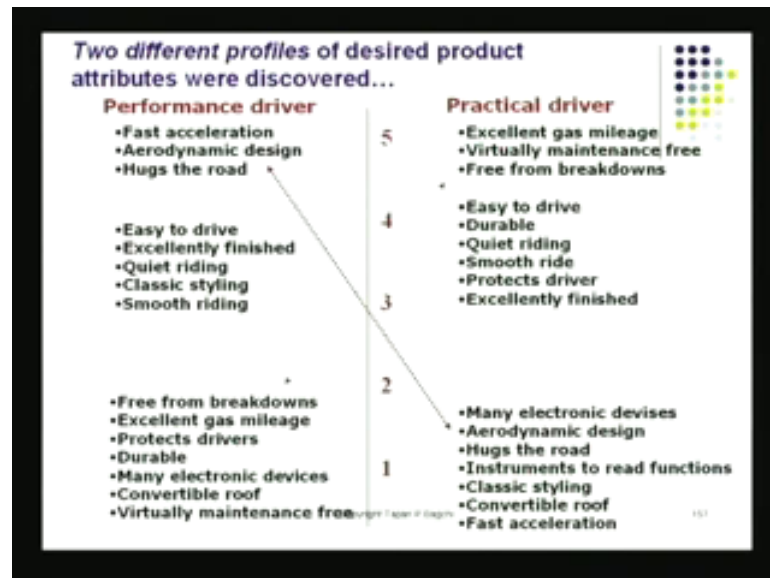 Two different profiles of desired product
attributes were discovered...
Performance driver
•Fast acceleration
•Aerodynamic design
•Hugs the road
•Easy to drive
•Excellently finished
•Quiet riding
•Classic styling
•Smooth riding
•Free from breakdowns
•Excellent gas mileage
•Protects drivers
•Durable
•Many electronic devices
•Convertible roof
•Virtually maintenance free
5
4
3
2
1
Practical driver
•Excellent gas mileage
•Virtually maintenance free
•Free from breakdowns
•Easy to drive
•Durable
•Quiet riding
•Smooth ride
•Protects driver
•Excellently finished
•Many electronic devises
•Aerodynamic design
•Hugs the road
•Instruments to read functions
•Classic styling
•Convertible roof
•Fast acceleration